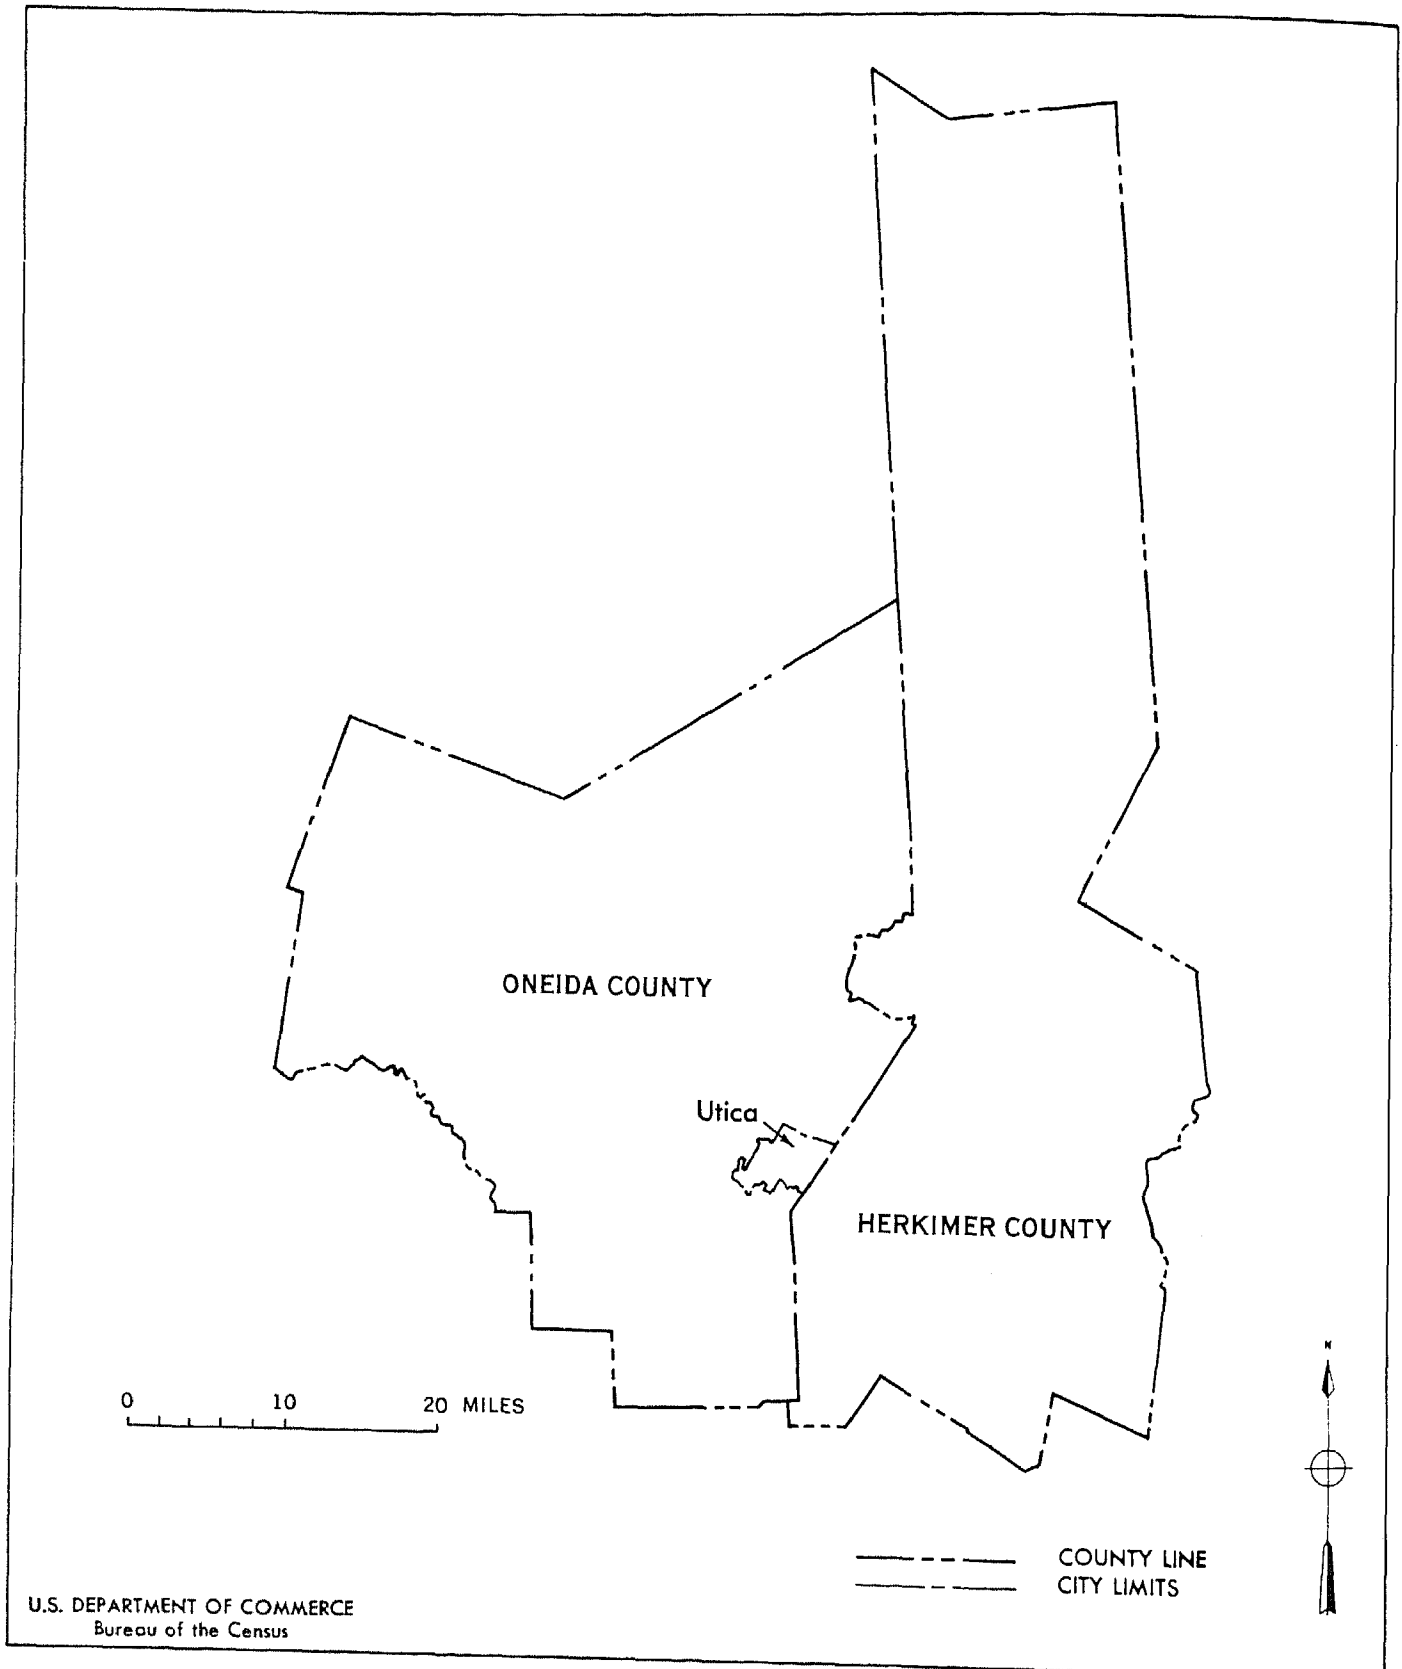 ONEIDA COUNTY
Utica
HERKIMER COUNTY
0 10 20 MILES
N
COUNTY LINE
CITY LIMITS
U.S. DEPARTMENT OF COMMERCE
Bureau of the Census